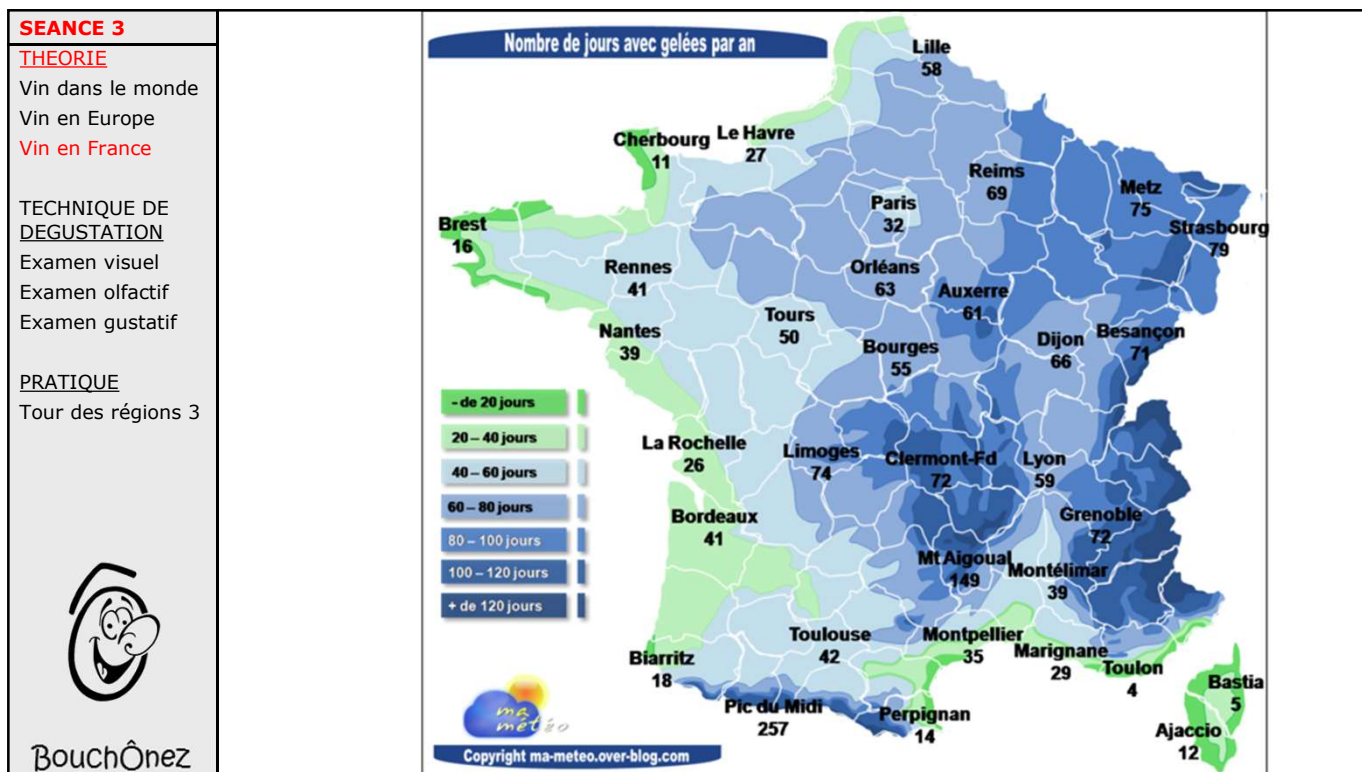 SEANCE 3
THEORIE
Vin dans le monde
Vin en Europe
Vin en France
TECHNIQUE DE
DEGUSTATION
Examen visuel
Examen olfactif
Examen gustatif
PRATIQUE
Tour des régions 3
BouchÔnez
Nombre de jours avec gelées par an
Lille
58
Cherbourg
11
Le Havre
27
Reims
69
Metz
75
Paris
32
Strasbourg
79
Brest
16
Rennes
41
Orléans
63
Auxerre
61
Nantes
39
Tours
50
Bourges
55
Dijon
66
Besançon
71
- de 20 jours
20 – 40 jours
40 – 60 jours
60 – 80 jours
80 – 100 jours
100 – 120 jours
+ de 120 jours
La Rochelle
26
Limoges
74
Clermont-Fd
72
Lyon
59
Bordeaux
41
Grenoble
72
Mt Aigoual
149
Montélimar
39
Toulouse
42
Montpellier
35
Marignane
29
Toulon
4
Biarritz
18
Pic du Midi
257
Perpignan
14
Bastia
5
Ajaccio
12
ma
météo
Copyright ma-meteo.over-blog.com